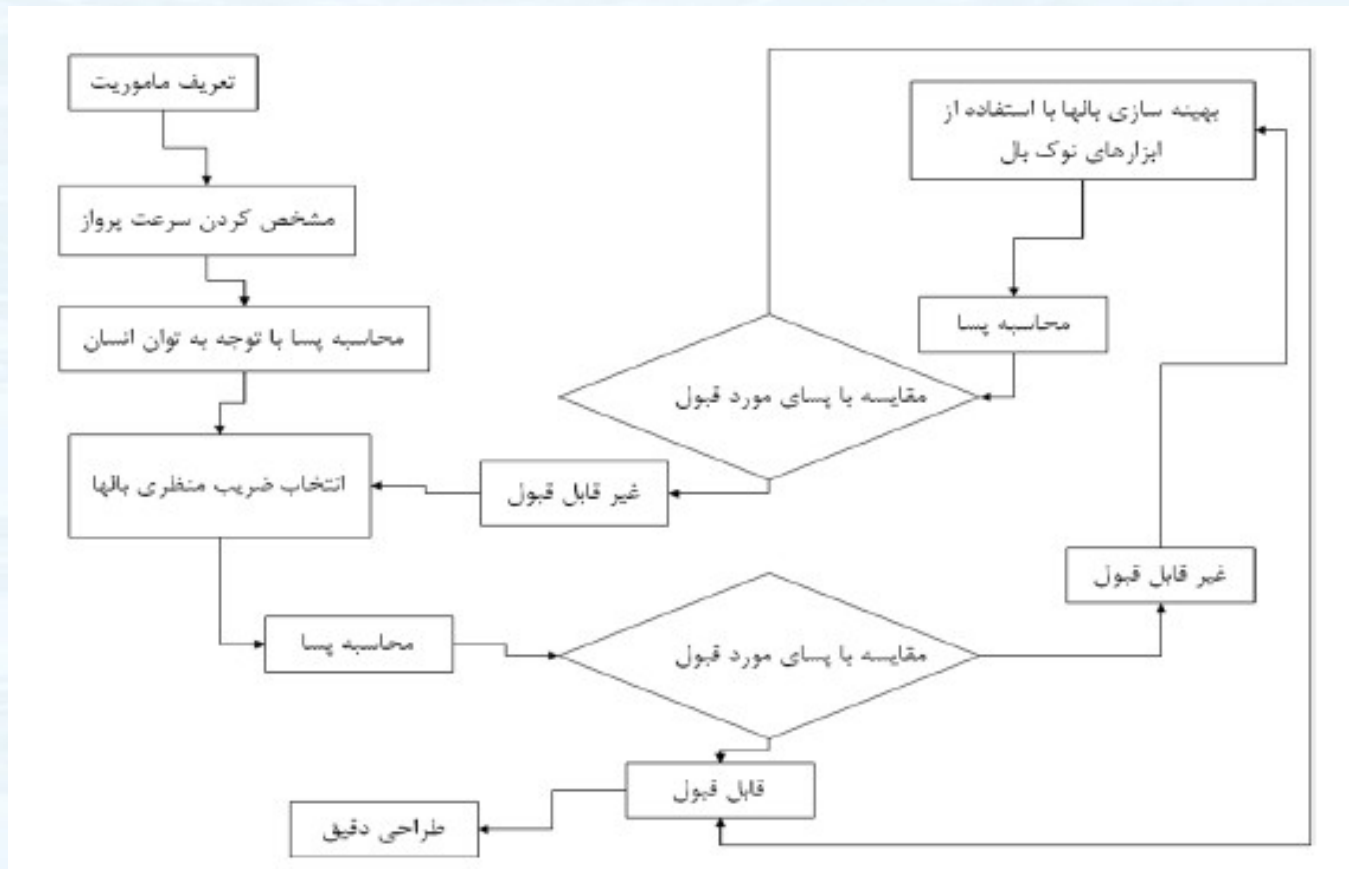 تعریف ماموریت
مشخص کردن سرعت پرواز
محاسبه پسا با توجه به توان انسان
انتخاب ضریب منظری بالها
محاسبه پسا
مقایسه با پسای مورد قبول
غیر قابل قبول
بهینه سازی بالها با استفاده از
ابزارهای نوک بال
محاسبه پسا
مقایسه با پسای مورد قبول
غیر قابل قبول
قابل قبول
طراحی دقیق